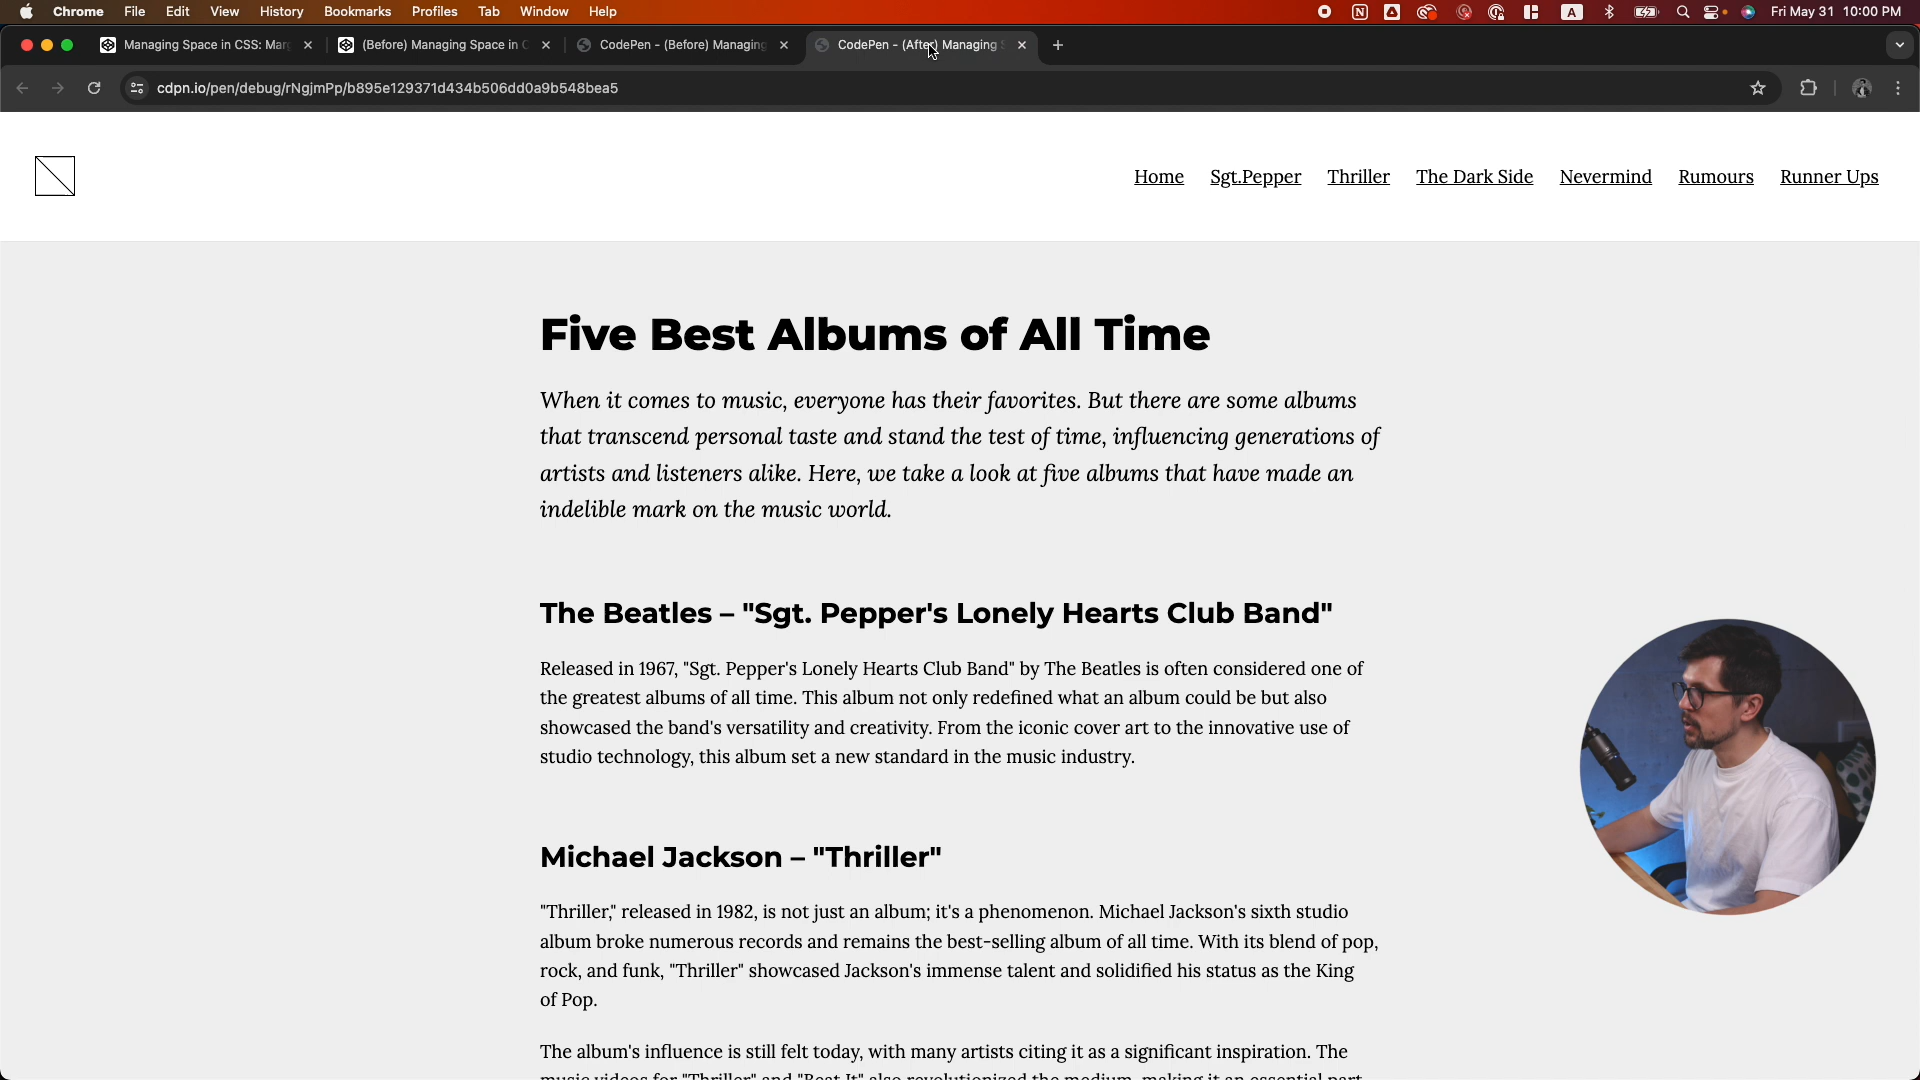 Chrome File Edit View History Bookmarks Profiles Tab Window Help A Fri May 31 10:00 PM
Managing Space in CSS: Mar (Before) Managing Space in C CodePen - (Before) Managing CodePen - (After) Managing S
cdpn.io/pen/debug/rNgjmPp/b895e129371d434b506dd0a9b548bea5
Home Sgt.Pepper Thriller The Dark Side Nevermind Rumours Runner Ups
Five Best Albums of All Time
When it comes to music, everyone has their favorites. But there are some albums
that transcend personal taste and stand the test of time, influencing generations of
artists and listeners alike. Here, we take a look at five albums that have made an
indelible mark on the music world.
The Beatles – "Sgt. Pepper's Lonely Hearts Club Band"
Released in 1967, "Sgt. Pepper's Lonely Hearts Club Band" by The Beatles is often considered one of
the greatest albums of all time. This album not only redefined what an album could be but also
showcased the band's versatility and creativity. From the iconic cover art to the innovative use of
studio technology, this album set a new standard in the music industry.
Michael Jackson – "Thriller"
"Thriller," released in 1982, is not just an album; it's a phenomenon. Michael Jackson's sixth studio
album broke numerous records and remains the best-selling album of all time. With its blend of pop,
rock, and funk, "Thriller" showcased Jackson's immense talent and solidified his status as the King
of Pop.
The album's influence is still felt today, with many artists citing it as a significant inspiration. The
music videos for "Thriller" and "Beat It" also revolutionized the medium, making it an essential part